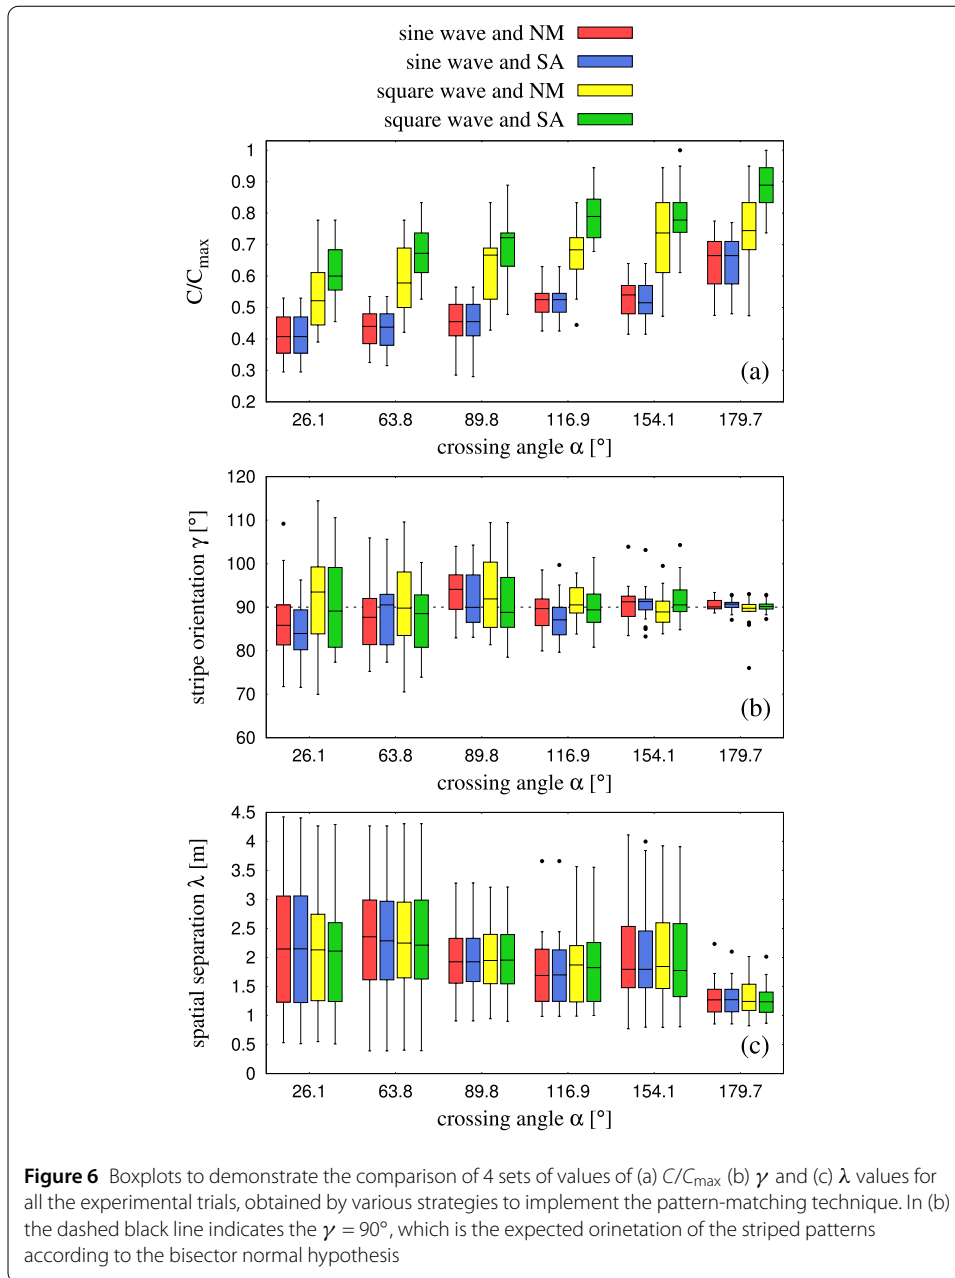 sine wave and NM
sine wave and SA
square wave and NM
square wave and SA
1
0.9
0.8
0.7
0.6
0.5
0.4
0.3
0.2
C/Cmax
(a)
26.1 63.8 89.8 116.9 154.1 179.7
crossing angle α [°]
120
110
100
90
80
70
60
stripe orientation γ [°]
(b)
26.1 63.8 89.8 116.9 154.1 179.7
crossing angle α [°]
4.5
4
3.5
3
2.5
2
1.5
1
0.5
0
spatial separation λ [m]
(c)
26.1 63.8 89.8 116.9 154.1 179.7
crossing angle α [°]
Figure 6 Boxplots to demonstrate the comparison of 4 sets of values of (a) C/Cmax (b) γ and (c) λ values for
all the experimental trials, obtained by various strategies to implement the pattern-matching technique. In (b)
the dashed black line indicates the γ = 90°, which is the expected orinetation of the striped patterns
according to the bisector normal hypothesis